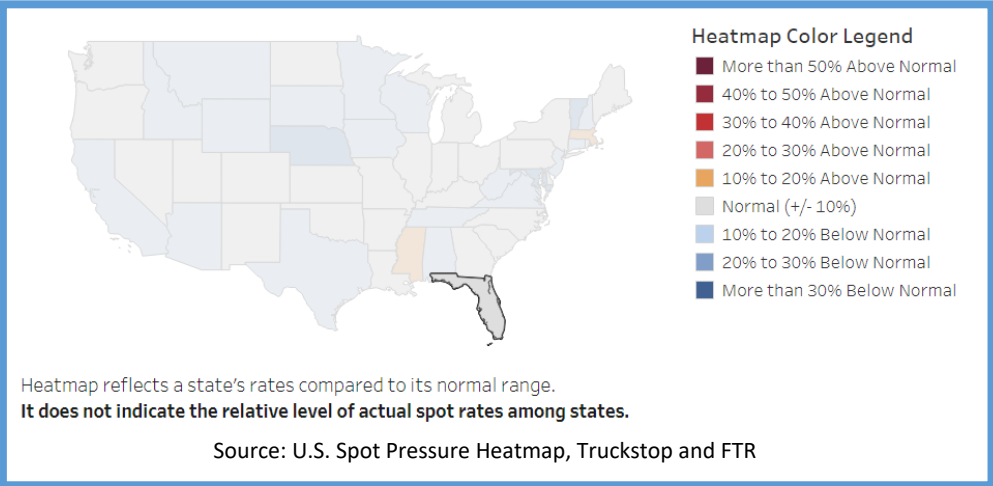 Heatmap Color Legend
More than 50% Above Normal
40% to 50% Above Normal
30% to 40% Above Normal
20% to 30% Above Normal
10% to 20% Above Normal
Normal (+/- 10%)
10% to 20% Below Normal
20% to 30% Below Normal
More than 30% Below Normal
Heatmap reflects a state's rates compared to its normal range.
It does not indicate the relative level of actual spot rates among states.
Source: U.S. Spot Pressure Heatmap, Truckstop and FTR